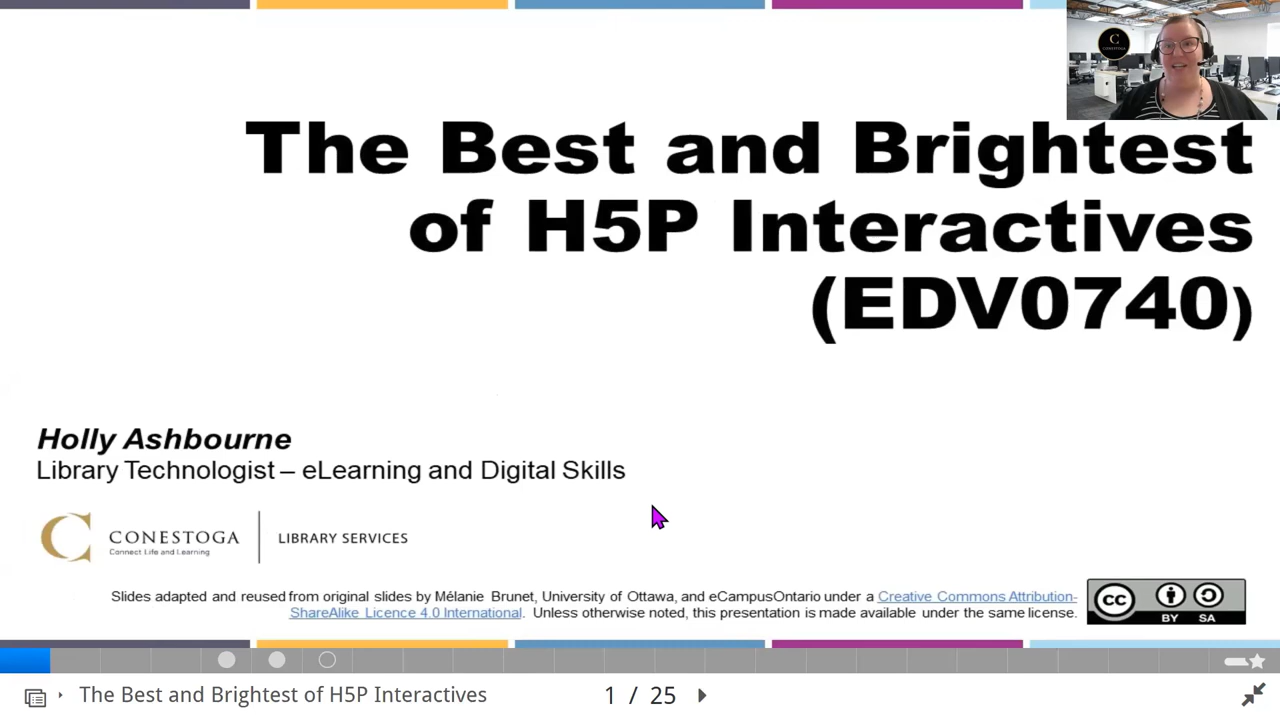 C
CONESTOGA
The Best and Brightest
of H5P Interactives
(EDV0740)
Holly Ashbourne
Library Technologist – eLearning and Digital Skills
CONESTOGA
Connect Life and Learning
LIBRARY SERVICES
Slides adapted and reused from original slides by Mélanie Brunet, University of Ottawa, and eCampusOntario under a Creative Commons Attribution-
ShareAlike Licence 4.0 International. Unless otherwise noted, this presentation is made available under the same license.
cc
BY SA
The Best and Brightest of H5P Interactives
1 / 25